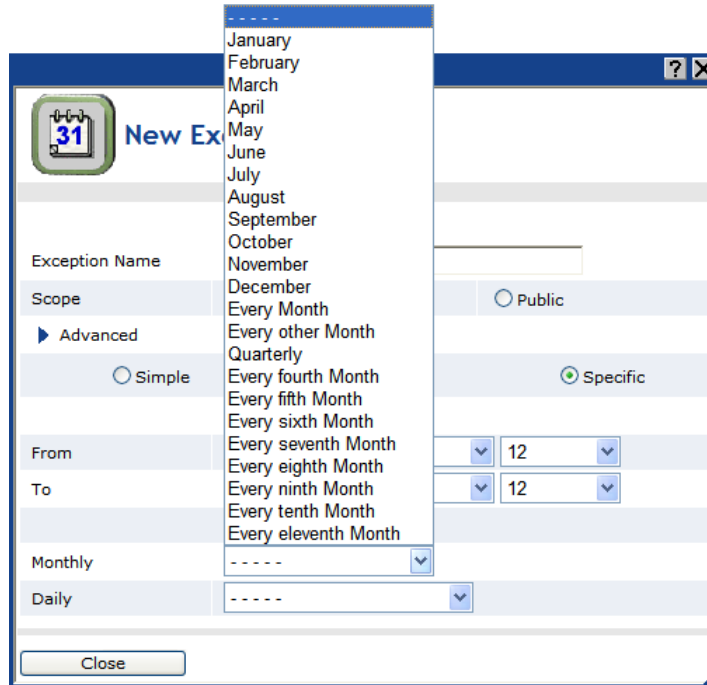 - - - - -
January
February
March
April
May
June
July
August
September
October
November
December
Every Month
Every other Month
Quarterly
Every fourth Month
Every fifth Month
Every sixth Month
Every seventh Month
Every eighth Month
Every ninth Month
Every tenth Month
Every eleventh Month
?
31
New Ex
Exception Name
Scope
Public
Advanced
Simple
Specific
From
12
To
12
Monthly
- - - - -
Daily
- - - - -
Close